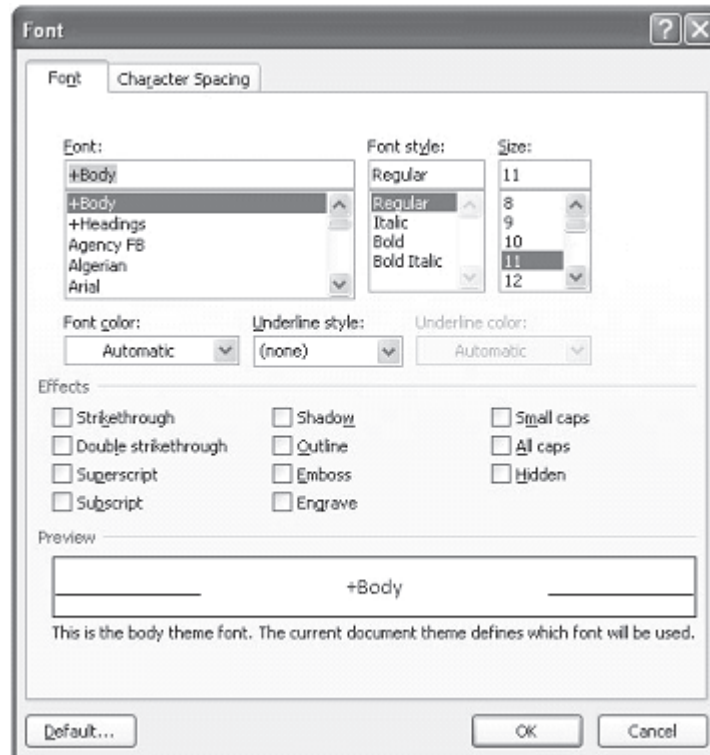 Font
Font Character Spacing
Font: Font style: Size:
+Body Regular 11
+Body Regular 8
+Headings Italic 9
Agency FB Bold 10
Algerian Bold Italic 11
Arial 12
Font color: Underline style: Underline color:
Automatic (none) Automatic
Effects
Strikethrough Shadow Small caps
Double strikethrough Outline All caps
Superscript Emboss Hidden
Subscript Engrave
Preview
+Body
This is the body theme font. The current document theme defines which font will be used.
Default... OK Cancel